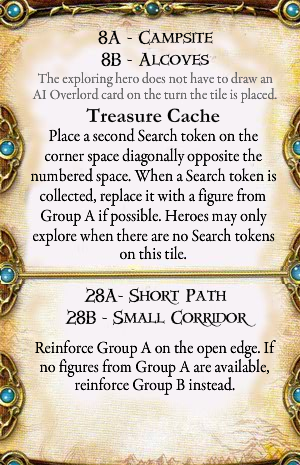 8A - Campsite
8B - Alcoves
The exploring hero does not have to draw an
AI Overlord card on the turn the tile is placed.
Treasure Cache
Place a second Search token on the
corner space diagonally opposite the
numbered space. When a Search token is
collected, replace it with a figure from
Group A if possible. Heroes may only
explore when there are no Search tokens
on this tile.
28A- Short Path
28B - Small Corridor
Reinforce Group A on the open edge. If
no figures from Group A are available,
reinforce Group B instead.